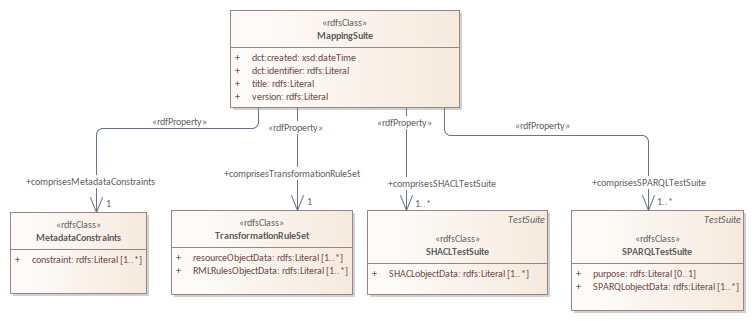 «rdfsClass»
MappingSuite
+ dct:created: xsd:dateTime
+ dct:identifier: rdfs:Literal
+ title: rdfs:Literal
+ version: rdfs:Literal
«rdfProperty»
«rdfProperty»
«rdfProperty»
«rdfProperty»
+comprisesMetadataConstraints
+comprisesTransformationRuleSet
+comprisesSHACLTestSuite
+comprisesSPARQLTestSuite
1
1
1..*
1..*
«rdfsClass»
MetadataConstraints
+ constraint: rdfs:Literal [1..*]
«rdfsClass»
TransformationRuleSet
+ resourceObjectData: rdfs:Literal [1..*]
+ RMLRulesObjectData: rdfs:Literal [1..*]
TestSuite
«rdfsClass»
SHACLTestSuite
+ SHACLobjectData: rdfs:Literal [1..*]
TestSuite
«rdfsClass»
SPARQLTestSuite
+ purpose: rdfs:Literal [0..1]
+ SPARQLobjectData: rdfs:Literal [1..*]